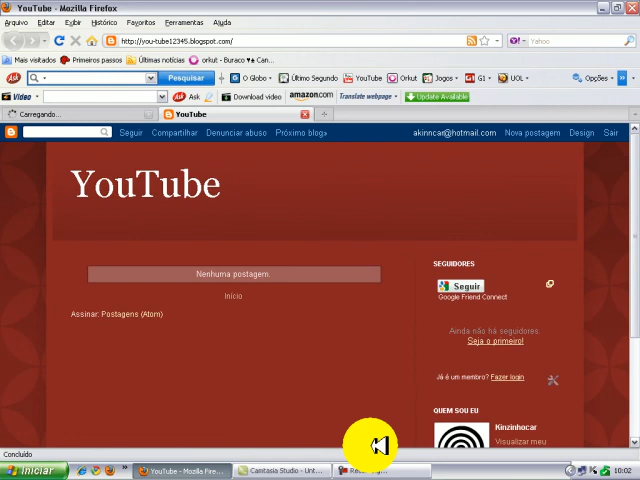 YouTube - Mozilla Firefox
Arquivo Editar Exibir Histórico Favoritos Ferramentas Ajuda
http://you-tube12345.blogspot.com/
Yahoo
Mais visitados Primeiros passos Últimas notícias orkut - Buraco ♥♠ Can...
Ask Pesquisar O Globo Último Segundo YouTube Orkut Jogos G1 UOL Opções
Video Ask Download video amazon.com Translate webpage Update Available
Carregando... YouTube
Seguir Compartilhar Denunciar abuso Próximo blog» akinncar@hotmail.com Nova postagem Design Sair
YouTube
SEGUIDORES
Nenhuma postagem.
Seguir
Google Friend Connect
Início
Assinar: Postagens (Atom)
Ainda não há seguidores.
Seja o primeiro!
Já é um membro? Fazer login
QUEM SOU EU
Kinzinhocar
Visualizar meu
Concluído
Iniciar YouTube - Mozilla Fire... Camtasia Studio - Unt... 10:02